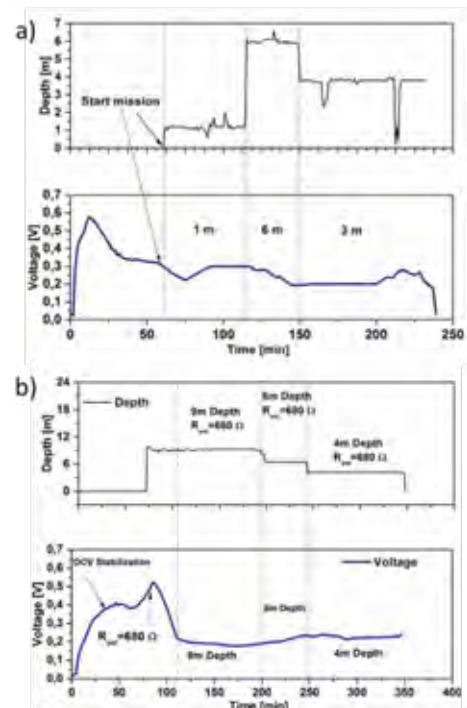 a)
Depth [m]
7
6
5
4
3
2
1
0
Start mission
Voltage [V]
0,7
0,6
0,5
0,4
0,3
0,2
0,1
0,0
1 m
6 m
3 m
0 50 100 150 200 250
Time [min]
b)
Depth [m]
24
18
12
6
0
Depth
9m Depth
=680 Ω
Depth
=680 Ω
4m Depth
=680 Ω
Voltage [V]
0,7
0,6
0,5
0,4
0,3
0,2
0,1
0,0
OCV Stabilization
=680 Ω
Voltage
9m Depth
Depth
4m Depth
0 50 100 150 200 250 300 350 400
Time [min]